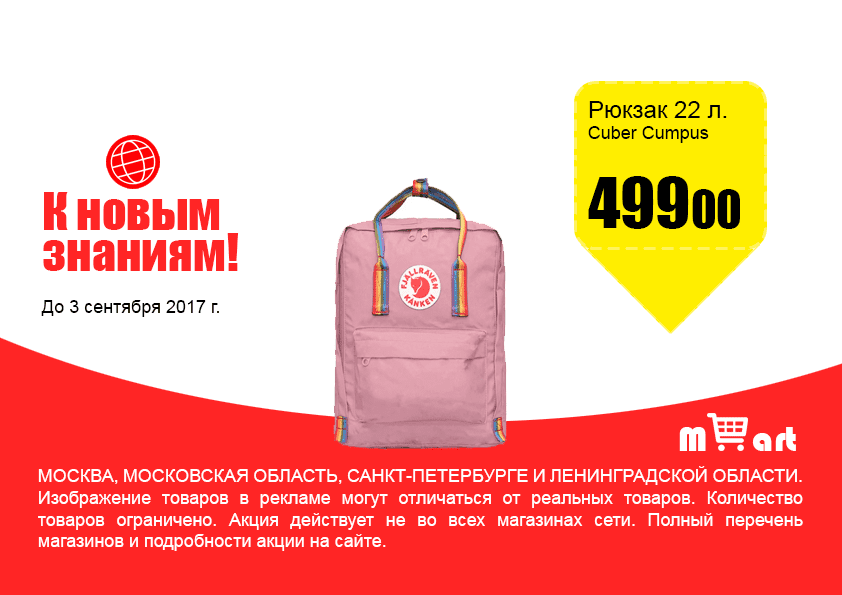 К новым
знаниям!
До 3 сентября 2017 г.
Рюкзак 22 л.
Cuber Cumpus
49900
FJALLRAVEN
KANKEN
m art
МОСКВА, МОСКОВСКАЯ ОБЛАСТЬ, САНКТ-ПЕТЕРБУРГЕ И ЛЕНИНГРАДСКОЙ ОБЛАСТИ.
Изображение товаров в рекламе могут отличаться от реальных товаров. Количество
товаров ограничено. Акция действует не во всех магазинах сети. Полный перечень
магазинов и подробности акции на сайте.